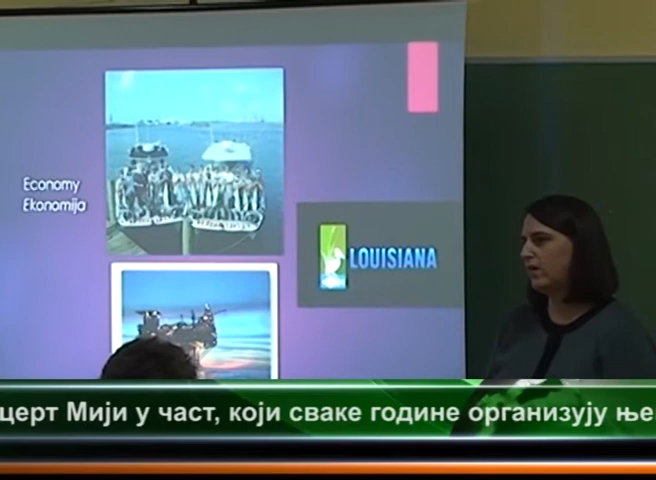 Economy
Ekonomija
LOUISIANA
церт Мији у част, који сваке године организују ње